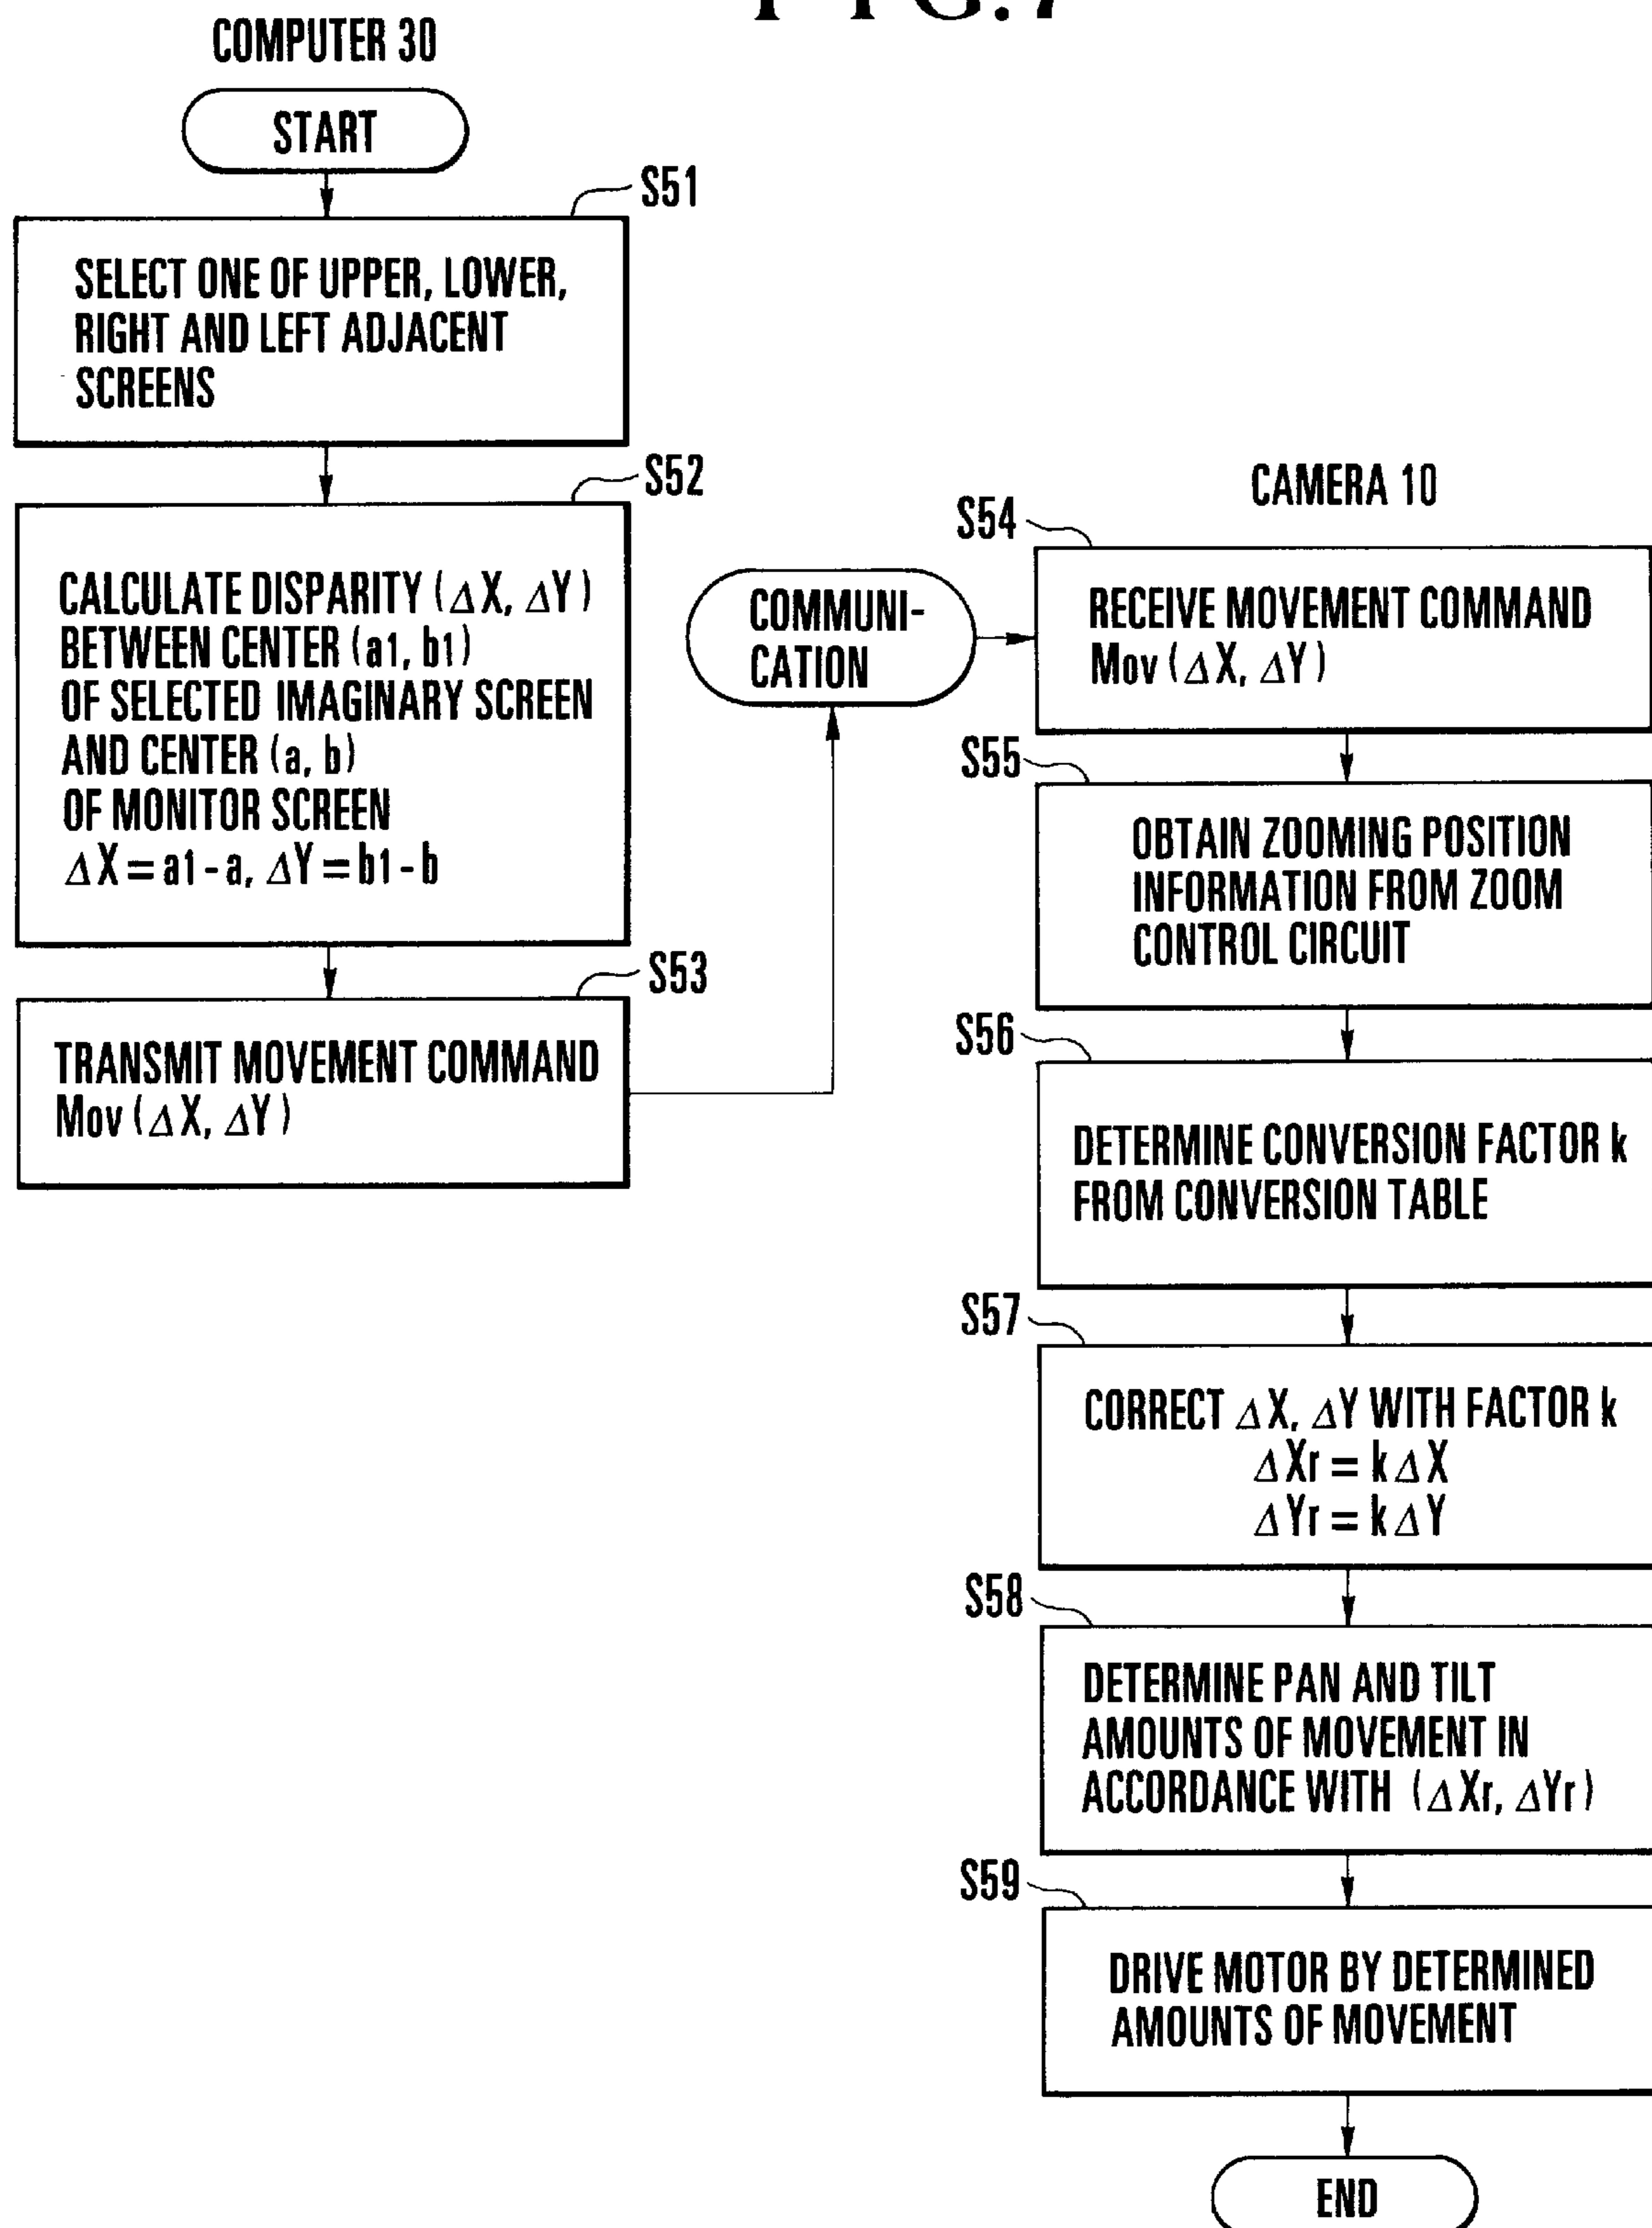 FIG.7
COMPUTER 30
START
S51
SELECT ONE OF UPPER, LOWER,
RIGHT AND LEFT ADJACENT
SCREENS
S52
CALCULATE DISPARITY (ΔX, ΔY)
BETWEEN CENTER (a1, b1)
OF SELECTED IMAGINARY SCREEN
AND CENTER (a, b)
OF MONITOR SCREEN
ΔX = a1 - a, ΔY = b1 - b
S53
TRANSMIT MOVEMENT COMMAND
Mov (ΔX, ΔY)
COMMUNI-
CATION
CAMERA 10
S54
RECEIVE MOVEMENT COMMAND
Mov (ΔX, ΔY)
S55
OBTAIN ZOOMING POSITION
INFORMATION FROM ZOOM
CONTROL CIRCUIT
S56
DETERMINE CONVERSION FACTOR k
FROM CONVERSION TABLE
S57
CORRECT ΔX, ΔY WITH FACTOR k
ΔXr = kΔX
ΔYr = kΔY
S58
DETERMINE PAN AND TILT
AMOUNTS OF MOVEMENT IN
ACCORDANCE WITH (ΔXr, ΔYr)
S59
DRIVE MOTOR BY DETERMINED
AMOUNTS OF MOVEMENT
END